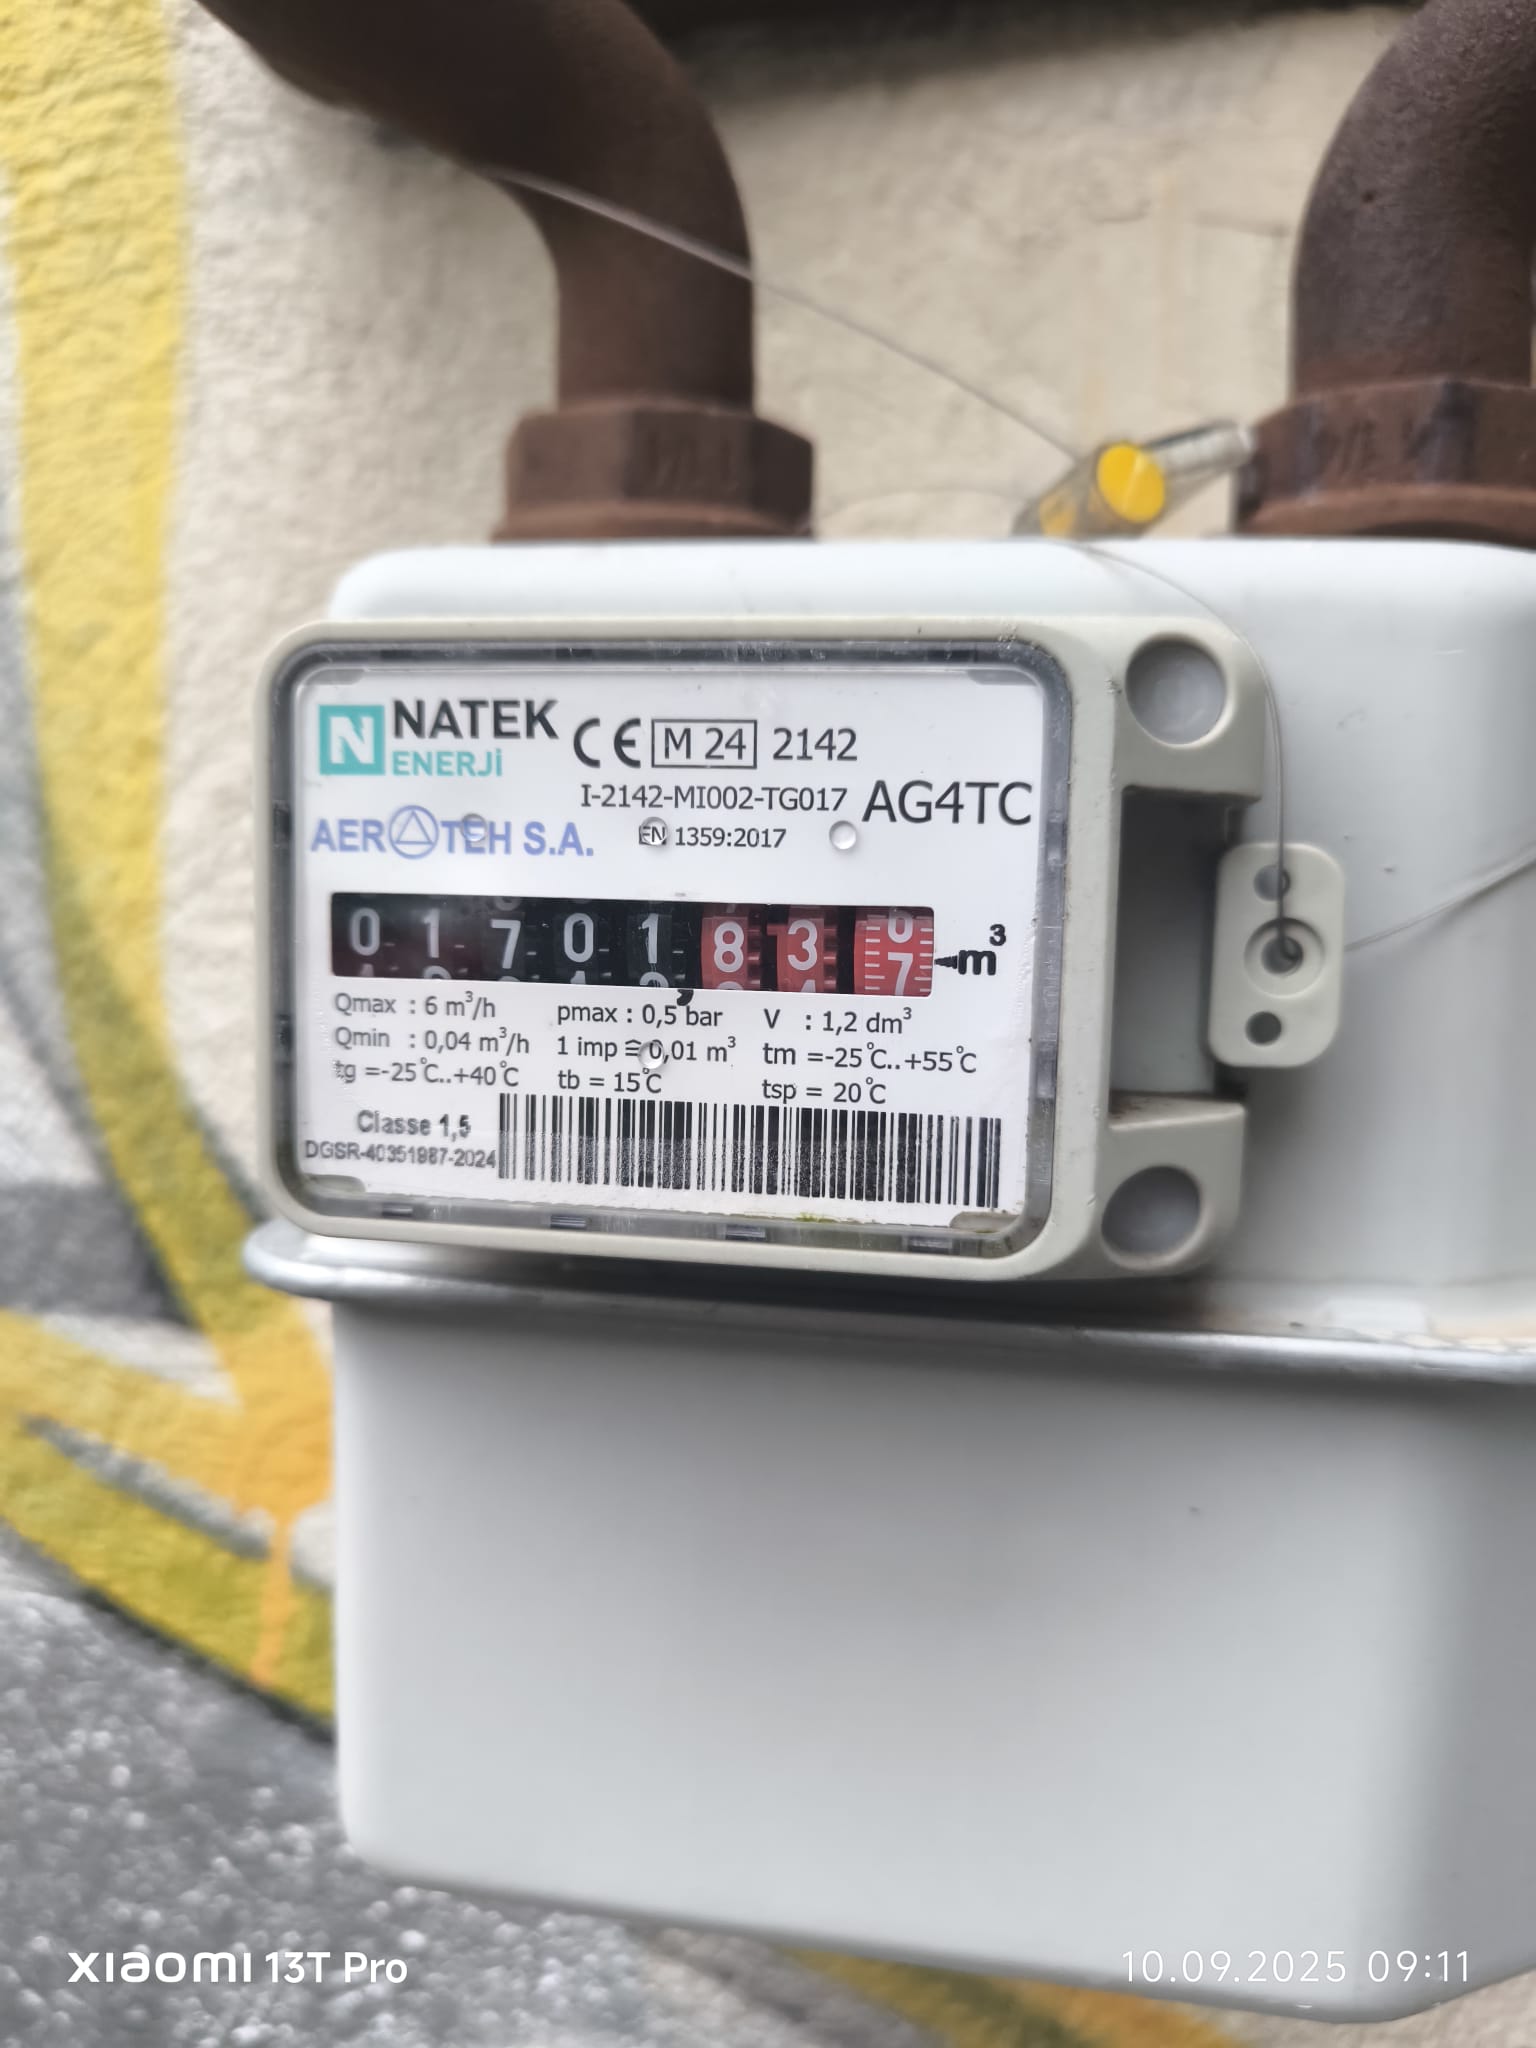 NATEK
ENERJİ
CE M 24 2142
I-2142-MI002-TG017 AG4TC
AEROTEH S.A.
EN 1359:2017
0 1 7 0 1 8 3 6 m³
7
Qmax : 6 m³/h pmax : 0,5 bar V : 1,2 dm³
Qmin : 0,04 m³/h 1 imp ≅ 0,01 m³ tm =-25°C..+55°C
tg =-25°C..+40°C tb = 15°C tsp = 20°C
Classe 1,5
DGSR-40351987-2024
xiaomi 13T Pro
10.09.2025 09:11